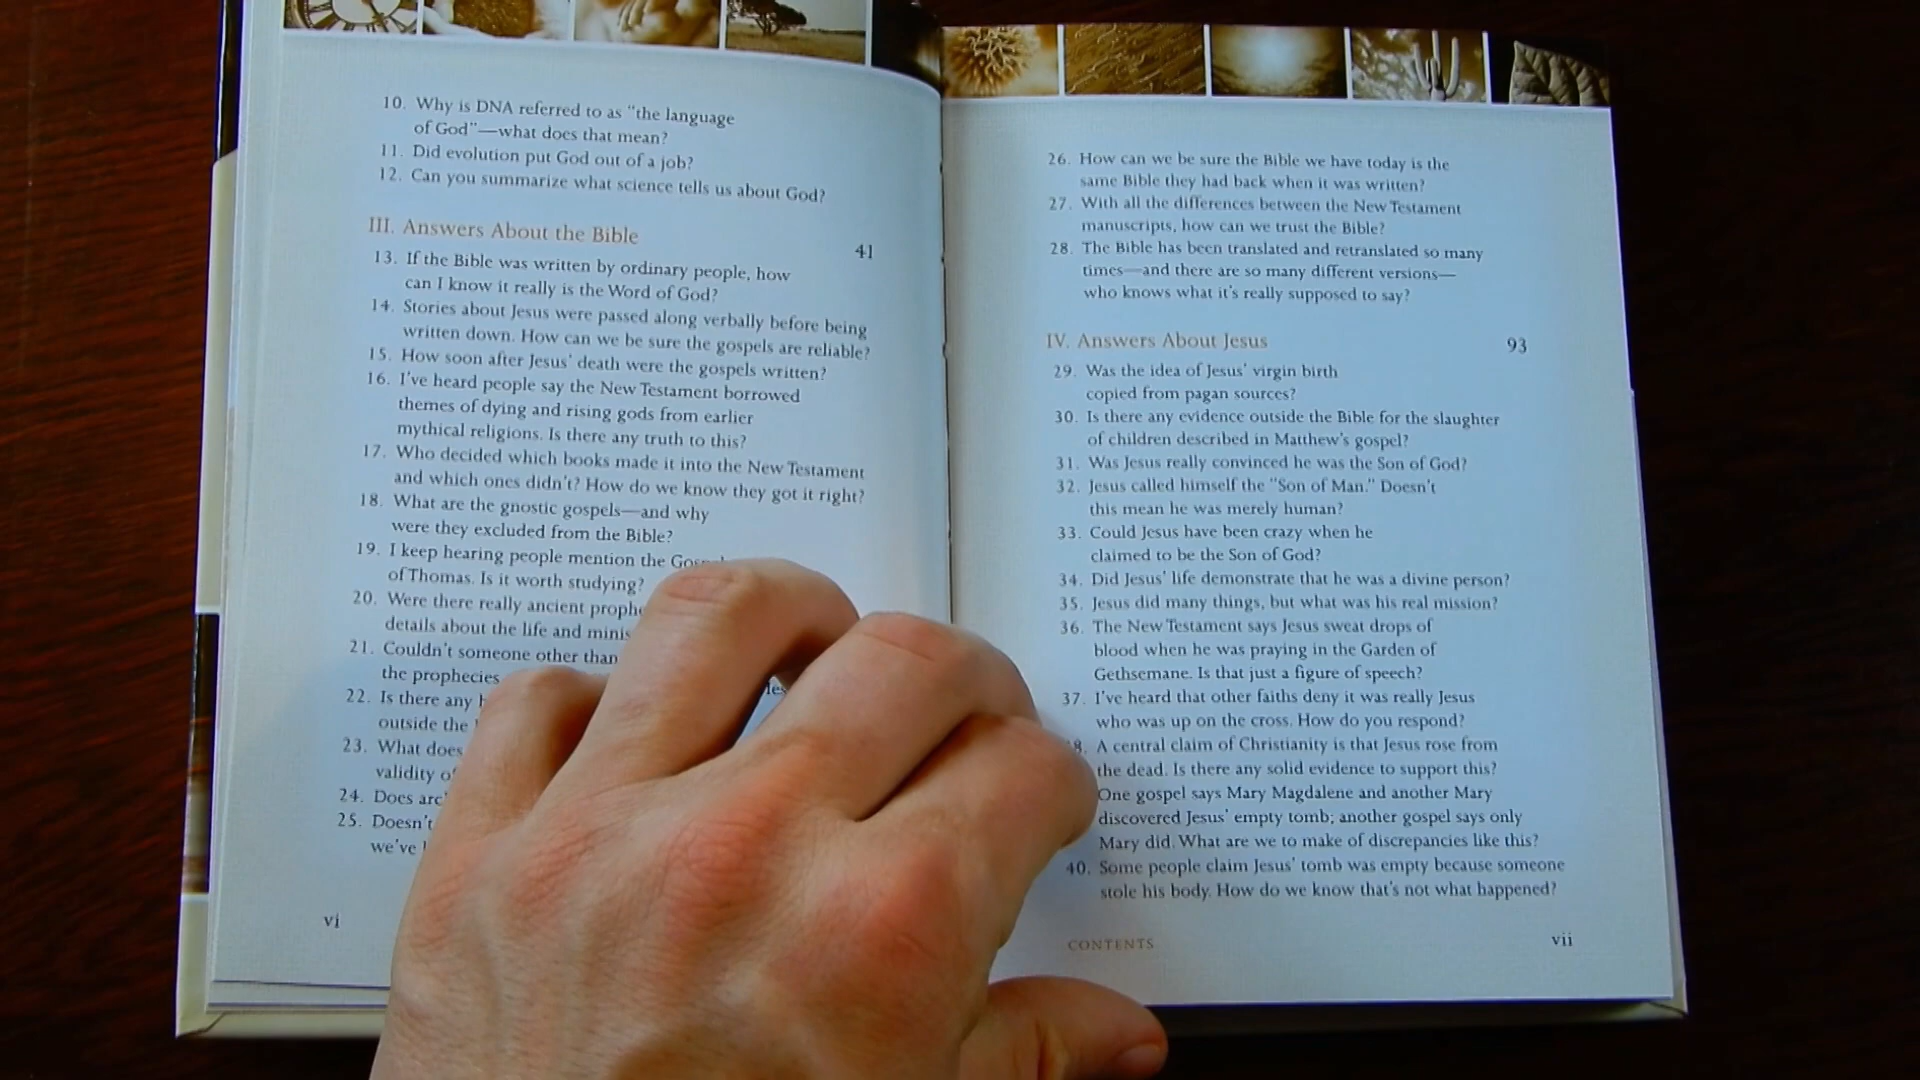 10. Why is DNA referred to as "the language
of God"—what does that mean?
11. Did evolution put God out of a job?
12. Can you summarize what science tells us about God?
III. Answers About the Bible 41
13. If the Bible was written by ordinary people, how
can I know it really is the Word of God?
14. Stories about Jesus were passed along verbally before being
written down. How can we be sure the gospels are reliable?
15. How soon after Jesus' death were the gospels written?
16. I've heard people say the New Testament borrowed
themes of dying and rising gods from earlier
mythical religions. Is there any truth to this?
17. Who decided which books made it into the New Testament
and which ones didn't? How do we know they got it right?
18. What are the gnostic gospels—and why
were they excluded from the Bible?
19. I keep hearing people mention the
of Thomas. Is it worth studying?
20. Were there really ancient
details about the life and
21. Couldn't someone other than
the prophecies
22. Is there any
outside the
23. What does
validity
24. Does
25. Doesn't
we've
vi
26. How can we be sure the Bible we have today is the
same Bible they had back when it was written?
27. With all the differences between the New Testament
manuscripts, how can we trust the Bible?
28. The Bible has been translated and retranslated so many
times—and there are so many different versions—
who knows what it's really supposed to say?
IV. Answers About Jesus 93
29. Was the idea of Jesus' virgin birth
copied from pagan sources?
30. Is there any evidence outside the Bible for the slaughter
of children described in Matthew's gospel?
31. Was Jesus really convinced he was the Son of God?
32. Jesus called himself the "Son of Man." Doesn't
this mean he was merely human?
33. Could Jesus have been crazy when he
claimed to be the Son of God?
34. Did Jesus' life demonstrate that he was a divine person?
35. Jesus did many things, but what was his real mission?
36. The New Testament says Jesus sweat drops of
blood when he was praying in the Garden of
Gethsemane. Is that just a figure of speech?
37. I've heard that other faiths deny it was really Jesus
who was up on the cross. How do you respond?
8. A central claim of Christianity is that Jesus rose from
the dead. Is there any solid evidence to support this?
One gospel says Mary Magdalene and another Mary
discovered Jesus' empty tomb; another gospel says only
Mary did. What are we to make of discrepancies like this?
40. Some people claim Jesus' tomb was empty because someone
stole his body. How do we know that's not what happened?
CONTENTS vii